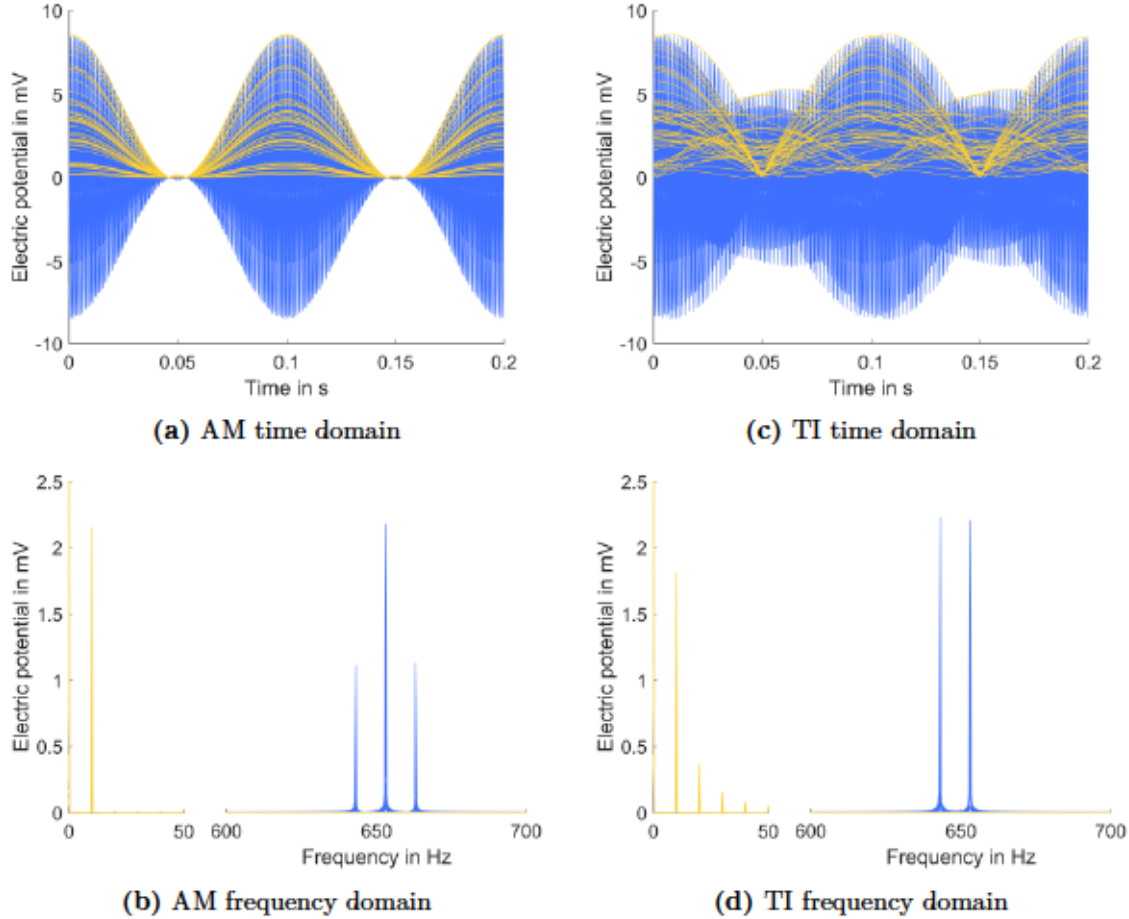 10
5
0
-5
-10
Electric potential in mV
0 0.05 0.1 0.15 0.2
Time in s
(a) AM time domain
10
5
0
-5
-10
Electric potential in mV
0 0.05 0.1 0.15 0.2
Time in s
(c) TI time domain
2.5
2
1.5
1
0.5
0
Electric potential in mV
0 50 600 650 700
Frequency in Hz
(b) AM frequency domain
2.5
2
1.5
1
0.5
0
Electric potential in mV
0 50 600 650 700
Frequency in Hz
(d) TI frequency domain